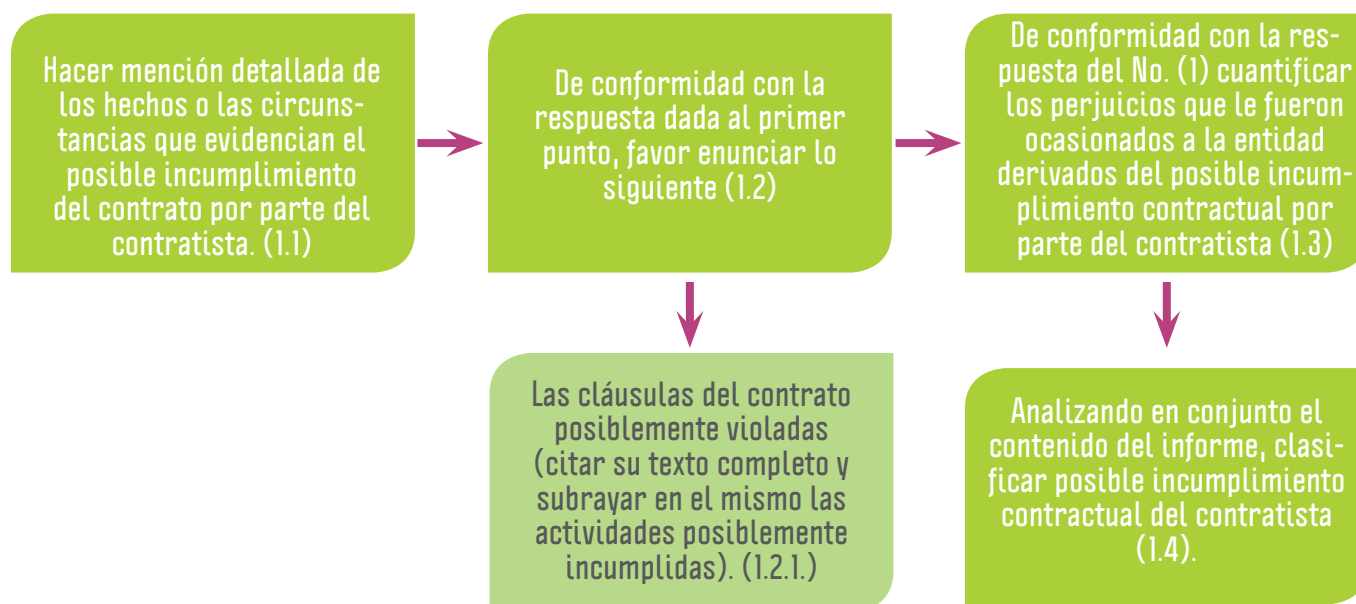 Hacer mención detallada de
los hechos o las circuns-
tancias que evidencian el
posible incumplimiento
del contrato por parte del
contratista. (1.1)
De conformidad con la
respuesta dada al primer
punto, favor enunciar lo
siguiente (1.2)
De conformidad con la res-
puesta del No. (1) cuantificar
los perjuicios que le fueron
ocasionados a la entidad
derivados del posible incum-
plimiento contractual por
parte del contratista (1.3)
Las cláusulas del contrato
posiblemente violadas
(citar su texto completo y
subrayar en el mismo las
actividades posiblemente
incumplidas). (1.2.1.)
Analizando en conjunto el
contenido del informe, clasi-
ficar posible incumplimiento
contractual del contratista
(1.4).